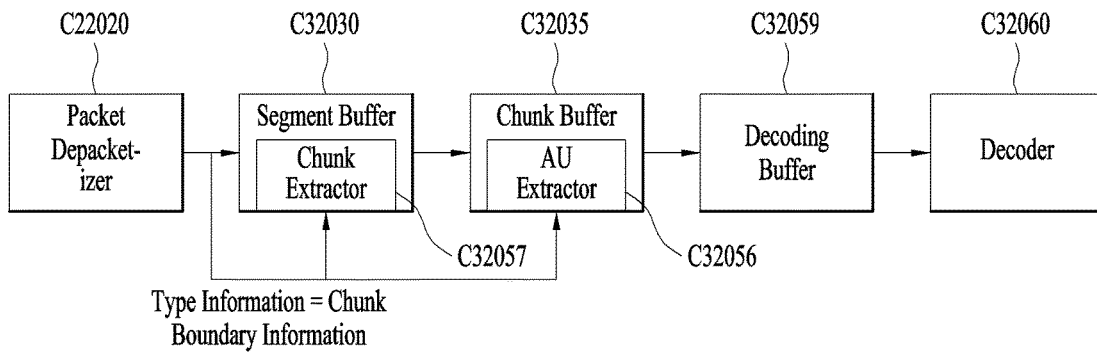 C22020
C32030
C32035
C32059
C32060
Packet
Depacket-
izer
Segment Buffer
Chunk
Extractor
Chunk Buffer
AU
Extractor
Decoding
Buffer
Decoder
C32057
C32056
Type Information = Chunk
Boundary Information